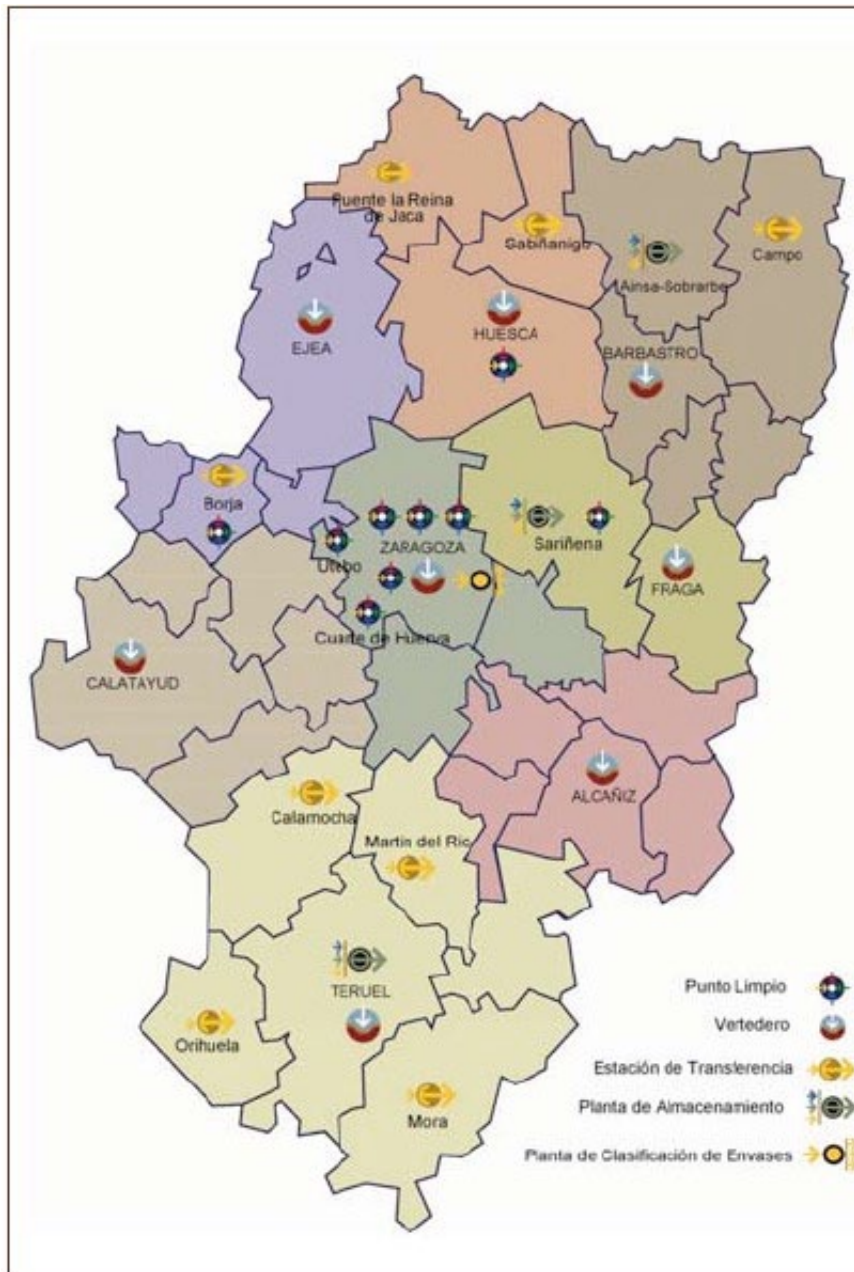 Puente la Reina
de Jaca
Sabiñanigo
Campo
Ainsa-Sobrarbe
HUESCA
EJEA
BARBASTRO
Borja
ZARAGOZA
Sariñena
Utebo
FRAGA
Cuarte de Huerva
CALATAYUD
ALCAÑIZ
Calamocha
Martin del Rio
TERUEL
Orihuela
Mora
Punto Limpio
Vertedero
Estación de Transferencia
Planta de Almacenamiento
Planta de Clasificación de Envases